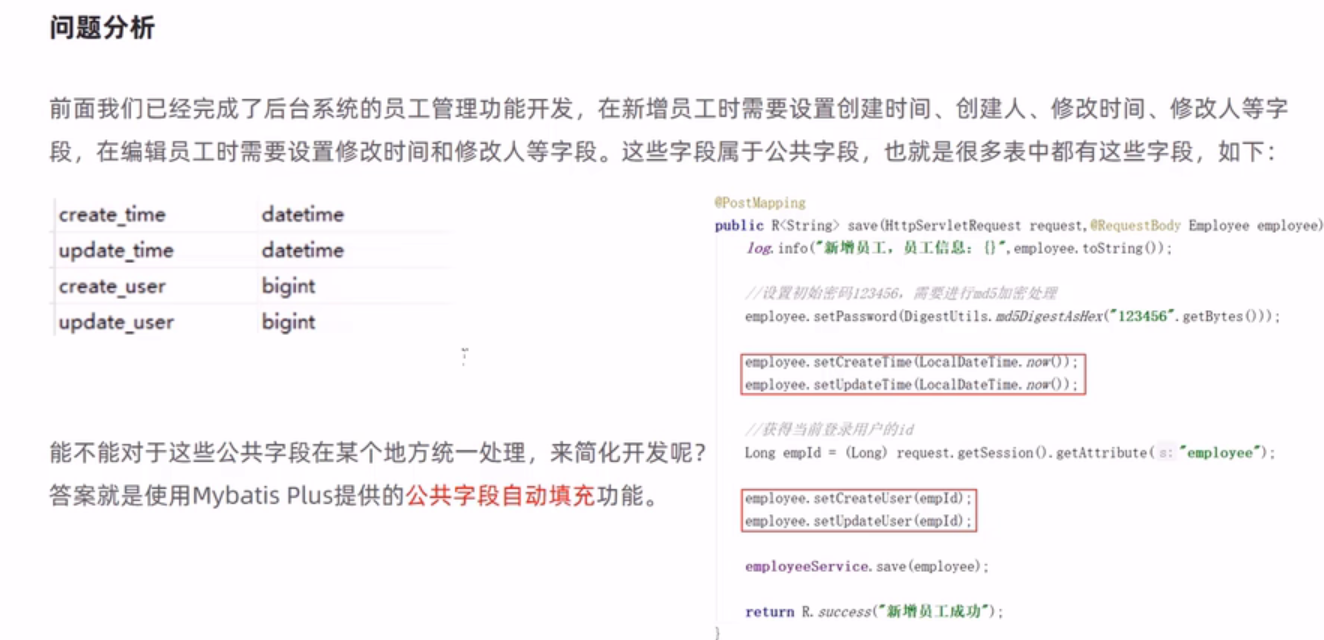 问题分析
前面我们已经完成了后台系统的员工管理功能开发，在新增员工时需要设置创建时间、创建人、修改时间、修改人等字
段，在编辑员工时需要设置修改时间和修改人等字段。这些字段属于公共字段，也就是很多表中都有这些字段，如下：
create_time datetime
update_time datetime
create_user bigint
update_user bigint
能不能对于这些公共字段在某个地方统一处理，来简化开发呢？
答案就是使用Mybatis Plus提供的公共字段自动填充功能。
@PostMapping
public R<String> save(HttpServletRequest request,@RequestBody Employee employee)
log.info("新增员工，员工信息：{}",employee.toString());
//设置初始密码123456，需要进行md5加密处理
employee.setPassword(DigestUtils.md5DigestAsHex("123456".getBytes()));
employee.setCreateTime(LocalDateTime.now());
employee.setUpdateTime(LocalDateTime.now());
//获得当前登录用户的id
Long empId = (Long) request.getSession().getAttribute( s: "employee");
employee.setCreateUser(empId);
employee.setUpdateUser(empId);
employeeService.save(employee);
return R.success("新增员工成功");
}